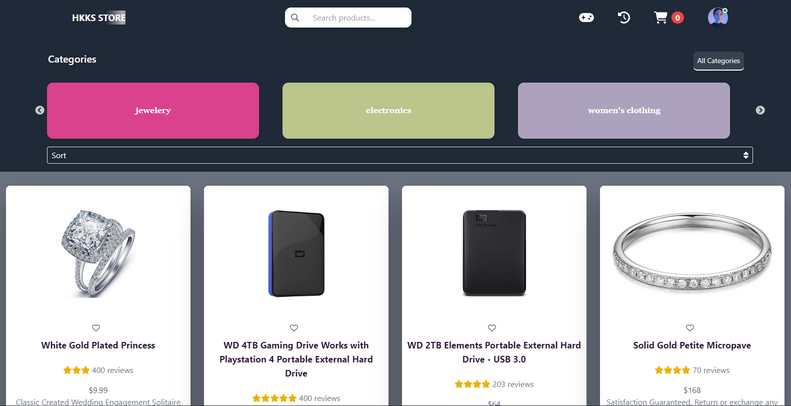 HKKS STORE
Search products...
0
Categories
All Categories
jewelery
electronics
women's clothing
Sort
White Gold Plated Princess
400 reviews
$9.99
Classic Created Wedding Engagement Solitaire
WD 4TB Gaming Drive Works with
Playstation 4 Portable External Hard
Drive
400 reviews
WD 2TB Elements Portable External Hard
Drive - USB 3.0
203 reviews
$64
Solid Gold Petite Micropave
70 reviews
$168
Satisfaction Guaranteed. Return or exchange any